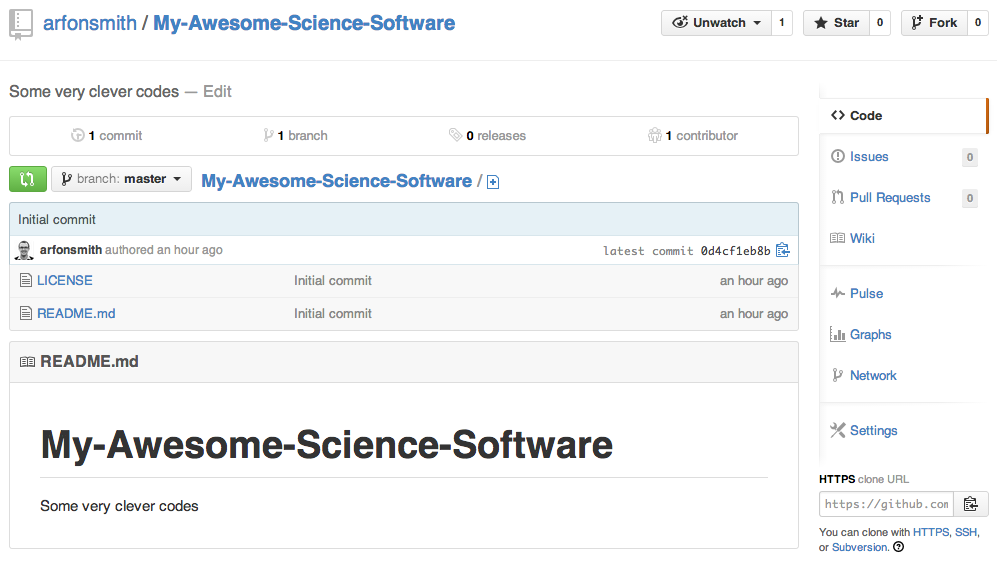 arfonsmith / My-Awesome-Science-Software
Unwatch 1 Star 0 Fork 0
Some very clever codes — Edit
1 commit 1 branch 0 releases 1 contributor
branch: master My-Awesome-Science-Software /
Initial commit
arfonsmith authored an hour ago latest commit 0d4cf1eb8b
LICENSE Initial commit an hour ago
README.md Initial commit an hour ago
README.md
My-Awesome-Science-Software
Some very clever codes
Code
Issues 0
Pull Requests 0
Wiki
Pulse
Graphs
Network
Settings
HTTPS clone URL
https://github.com
You can clone with HTTPS, SSH,
or Subversion.